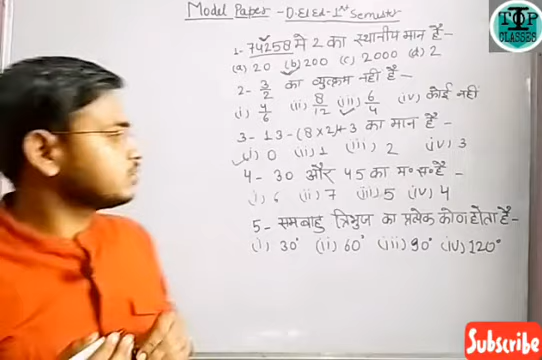 Model Paper - D.El.Ed - 1st Semester
TIP
TOP
CLASSES
1- 74258 मे 2 का स्थानीय मान है-
(a) 20 (b) 200 (c) 2000 (d) 2
2- 3/2 का व्युत्क्रम नहीं है-
(i) 4/6 (ii) 8/12 (iii) 6/4 (iv) कोई नहीं
3- 13-(8×2)+3 का मान है-
(i) 0 (ii) 1 (iii) 2 (iv) 3
4- 30 और 45 का म॰ स॰ है-
(i) 6 (ii) 7 (iii) 5 (iv) 4
5- समबाहु त्रिभुज का प्रत्येक कोण होता है-
(i) 30° (ii) 60° (iii) 90° (iv) 120°
Subscribe